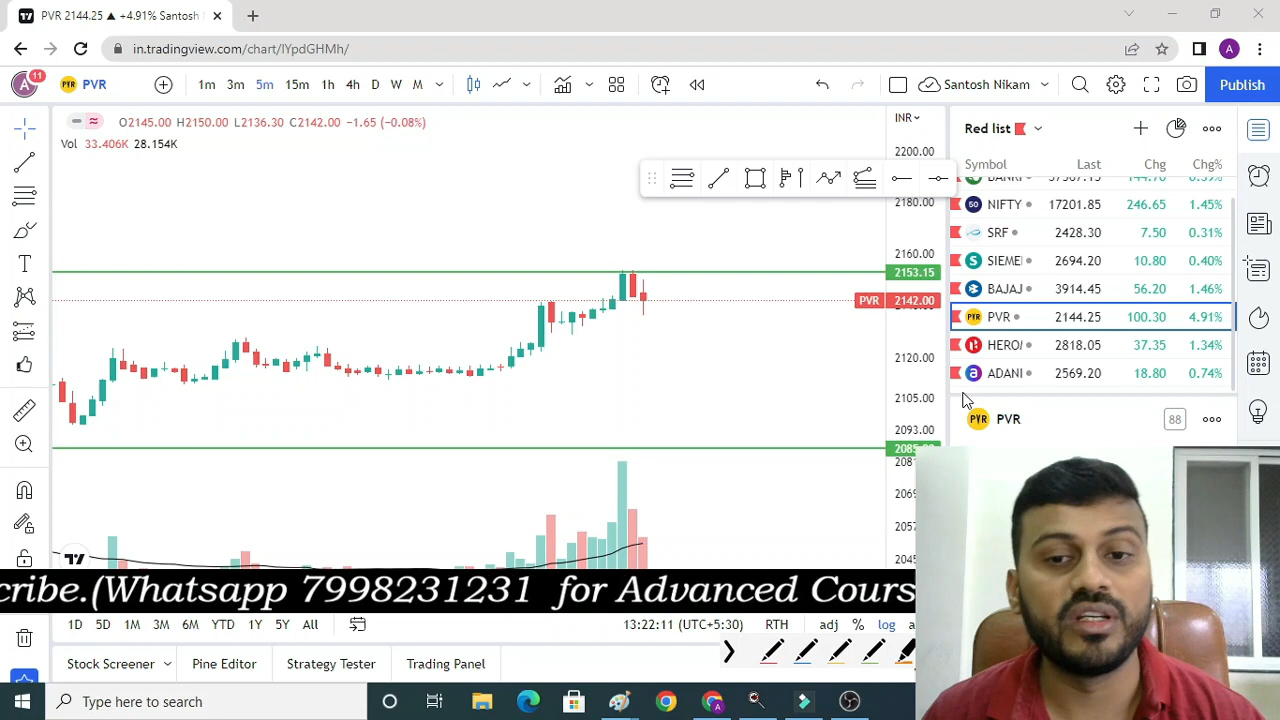 PVR 2144.25 ▲ +4.91% Santosh
in.tradingview.com/chart/IYpdGHMh/
A
A 11 PVR PVR 1m 3m 5m 15m 1h 4h D W M Santosh Nikam Publish
O2145.00 H2150.00 L2136.30 C2142.00 −1.65 (−0.08%)
Vol 33.406K 28.154K
INR
2200.00
2180.00
2160.00
2153.15
PVR 2142.00
2120.00
2105.00
2093.00
Red list
Symbol Last Chg Chg%
NIFTY 17201.85 246.65 1.45%
SRF 2428.30 7.50 0.31%
SIEME 2694.20 10.80 0.40%
BAJAJ 3914.45 56.20 1.46%
PVR 2144.25 100.30 4.91%
HERO 2818.05 37.35 1.34%
ADANI 2569.20 18.80 0.74%
PVR PVR 88
cribe.(Whatsapp 7998231231 for Advanced Cours
1D 5D 1M 3M 6M YTD 1Y 5Y All 13:22:11 (UTC+5:30) RTH adj % log
Stock Screener Pine Editor Strategy Tester Trading Panel
Type here to search